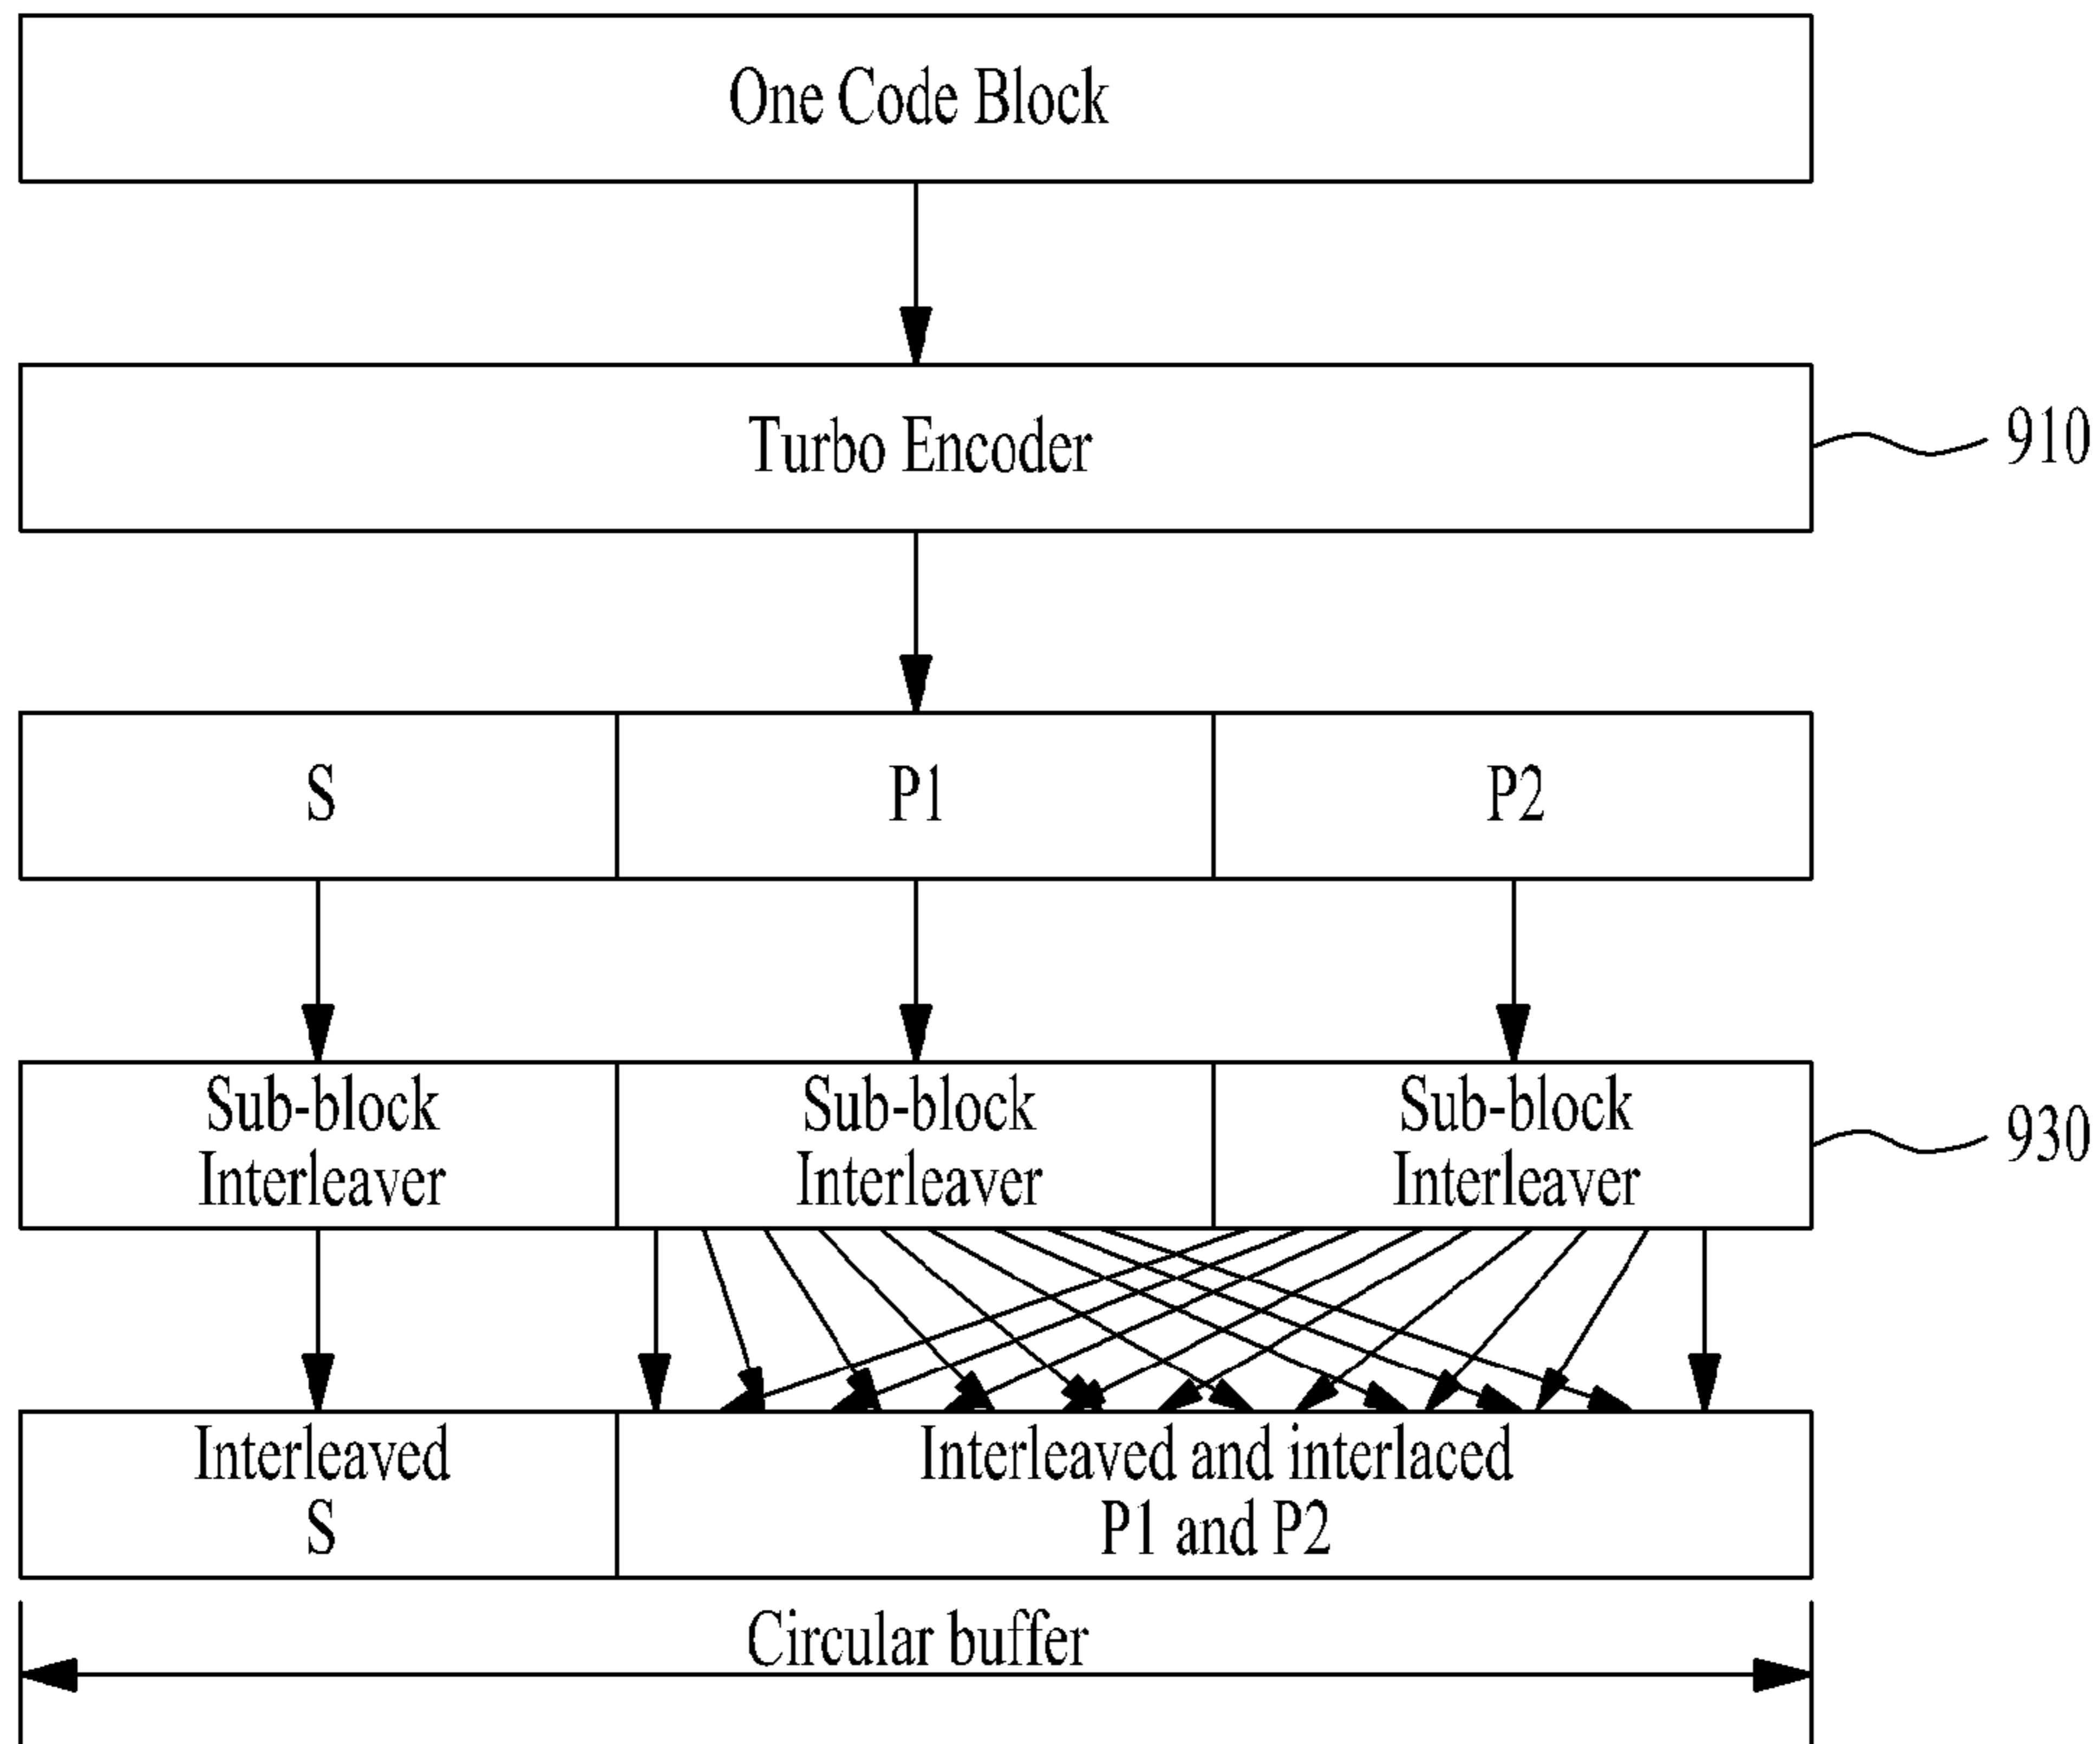 One Code Block
Turbo Encoder
910
S
P1
P2
Sub-block
Interleaver
Sub-block
Interleaver
Sub-block
Interleaver
930
Interleaved
S
Interleaved and interlaced
P1 and P2
Circular buffer